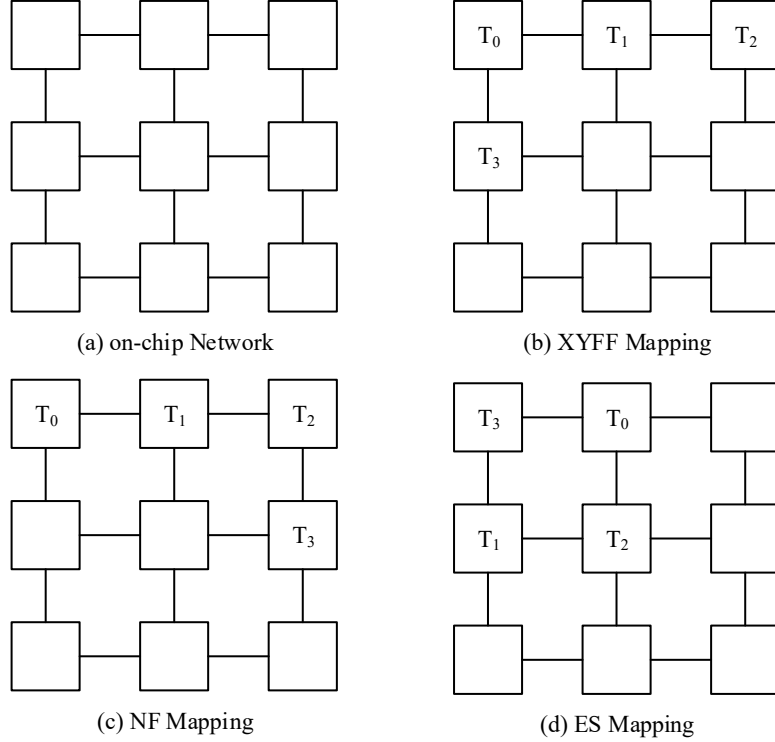 T₀ T₁ T₂
T₃
(a) on-chip Network
(b) XYFF Mapping
T₀ T₁ T₂
T₃
(c) NF Mapping
T₃ T₀
T₁ T₂
(d) ES Mapping